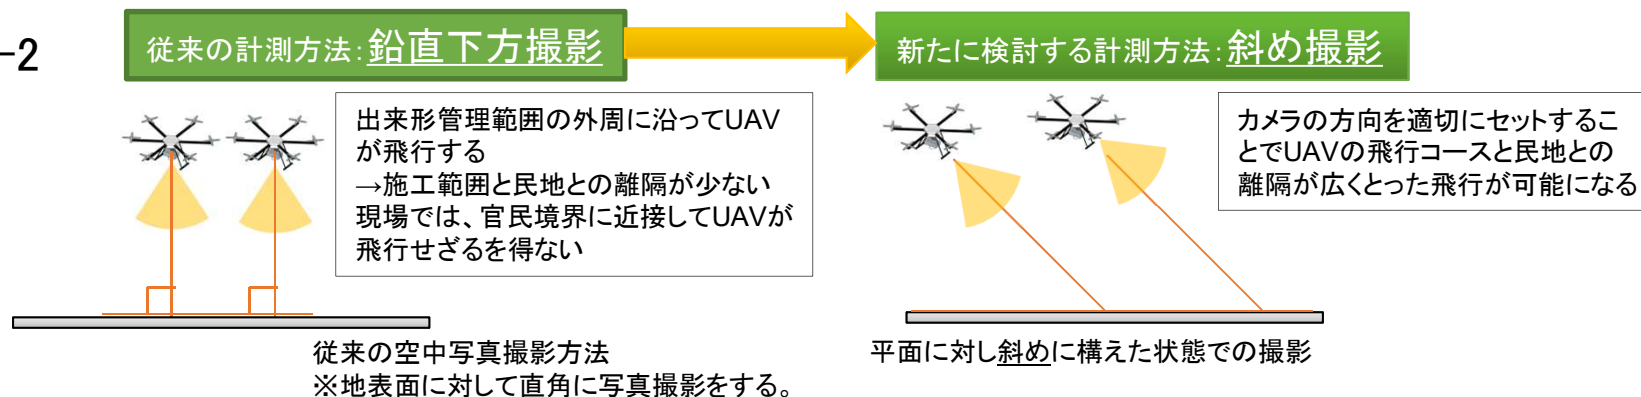 -2
従来の計測方法：鉛直下方撮影
新たに検討する計測方法：斜め撮影
出来形管理範囲の外周に沿ってUAV
が飛行する
→施工範囲と民地との離隔が少ない
現場では、官民境界に近接してUAVが
飛行せざるを得ない
カメラの方向を適切にセットするこ
とでUAVの飛行コースと民地との
離隔が広くとった飛行が可能になる
従来の空中写真撮影方法
※地表面に対して直角に写真撮影をする。
平面に対し斜めに構えた状態での撮影